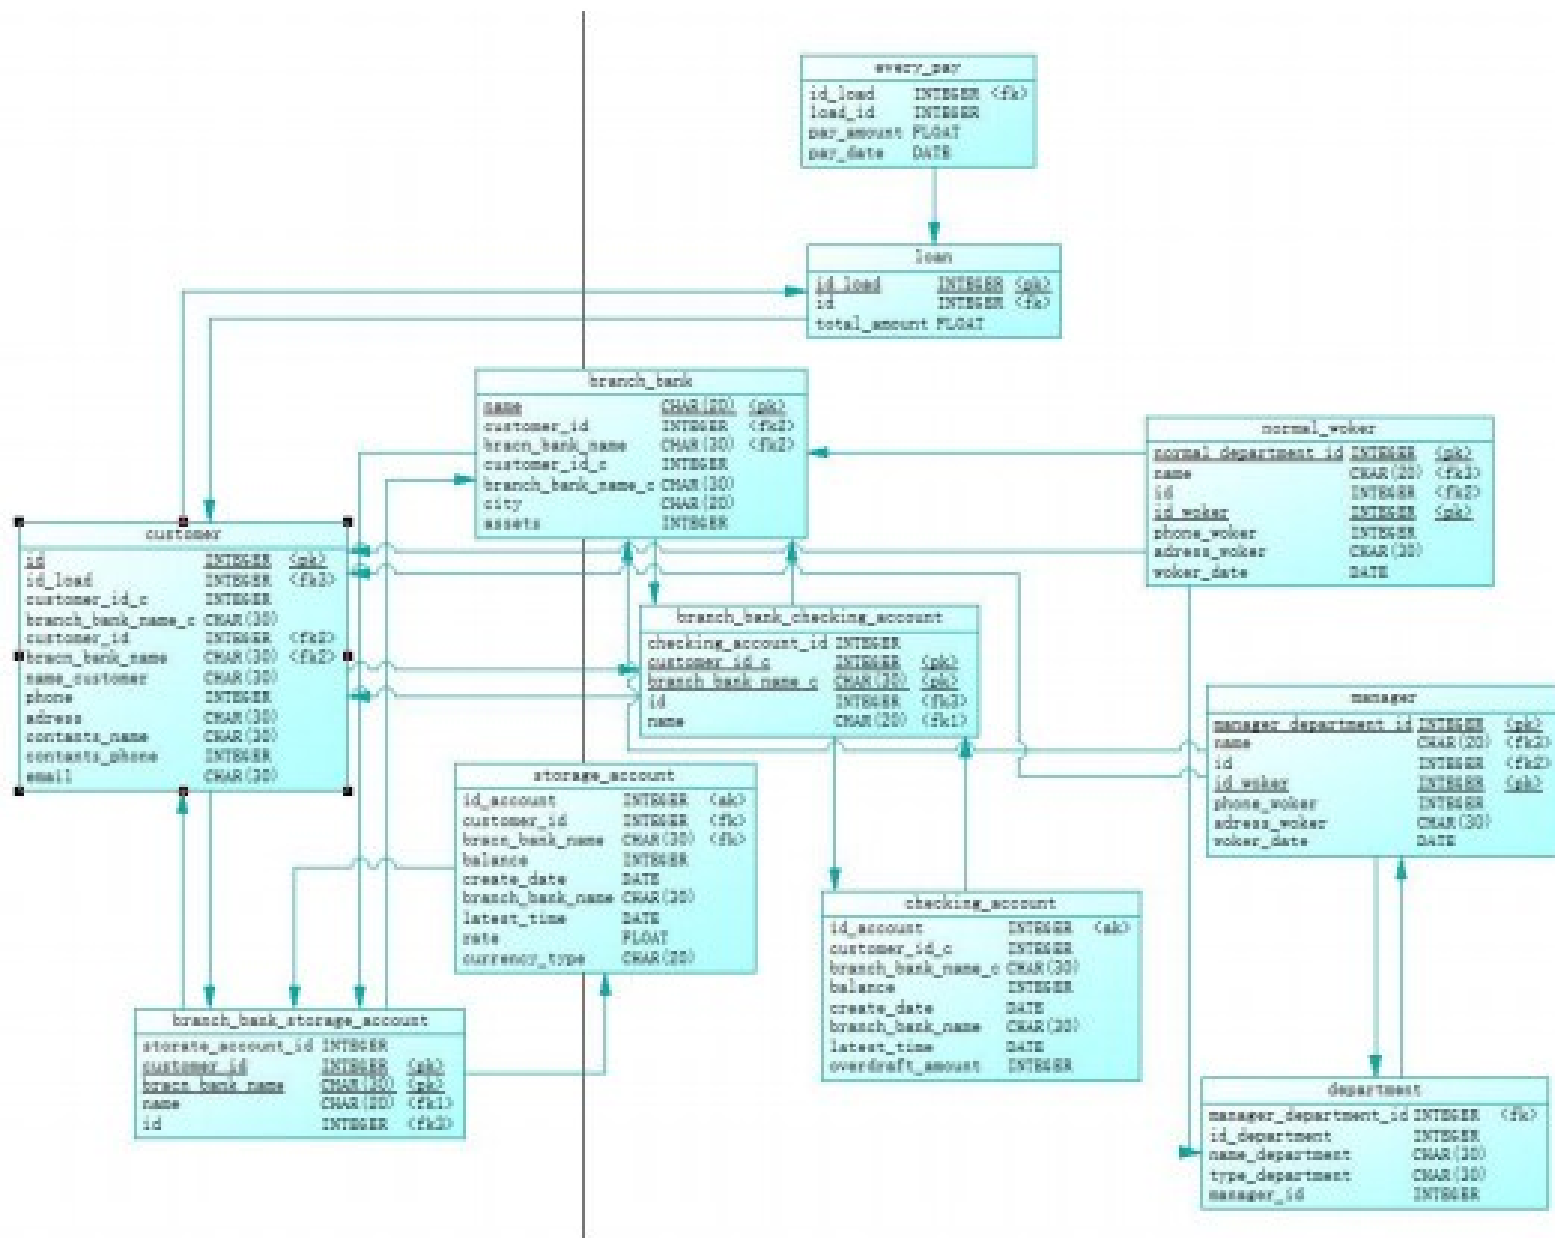 every_pay
id_load INTEGER <fk>
load_id INTEGER
pay_amount FLOAT
pay_date DATE
loan
id_load INTEGER <pk>
id INTEGER <fk>
total_amount FLOAT
branch_bank
name CHAR(20) <pk>
customer_id INTEGER <fk2>
bracn_bank_name CHAR(30) <fk2>
customer_id_c INTEGER
branch_bank_name_c CHAR(30)
city CHAR(20)
assets INTEGER
normal_woker
normal_department_id INTEGER <pk>
name CHAR(20) <fk3>
id INTEGER <fk2>
id_woker INTEGER <pk>
phone_woker INTEGER
adress_woker CHAR(30)
woker_date DATE
customer
id INTEGER <pk>
id_load INTEGER <fk3>
customer_id_c INTEGER
branch_bank_name_c CHAR(30)
customer_id INTEGER <fk2>
bracn_bank_name CHAR(30) <fk2>
name_customer CHAR(30)
phone INTEGER
adress CHAR(30)
contasts_name CHAR(30)
contasts_phone INTEGER
email CHAR(30)
branch_bank_checking_account
checking_account_id INTEGER
customer_id_c INTEGER <pk>
branch_bank_name_c CHAR(30) <pk>
id INTEGER <fk3>
name CHAR(20) <fk1>
manager
manager_department_id INTEGER <pk>
name CHAR(20) <fk3>
id INTEGER <fk2>
id_woker INTEGER <pk>
phone_woker INTEGER
adress_woker CHAR(30)
woker_date DATE
storage_account
id_account INTEGER <ak>
customer_id INTEGER <fk>
bracn_bank_name CHAR(30) <fk>
balance INTEGER
create_date DATE
branch_bank_name CHAR(30)
latest_time DATE
rate FLOAT
currency_type CHAR(20)
checking_account
id_account INTEGER <ak>
customer_id_c INTEGER
branch_bank_name_c CHAR(30)
balance INTEGER
create_date DATE
branch_bank_name CHAR(30)
latest_time DATE
overdraft_amount INTEGER
branch_bank_storage_account
storate_account_id INTEGER
customer_id INTEGER <pk>
bracn_bank_name CHAR(30) <pk>
name CHAR(20) <fk1>
id INTEGER <fk3>
department
manager_department_id INTEGER <fk>
id_department INTEGER
name_department CHAR(30)
type_department CHAR(30)
manager_id INTEGER